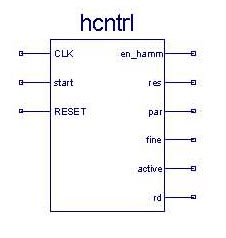 hcntrl
CLK en_hamm
start res
RESET par
fine
active
rd